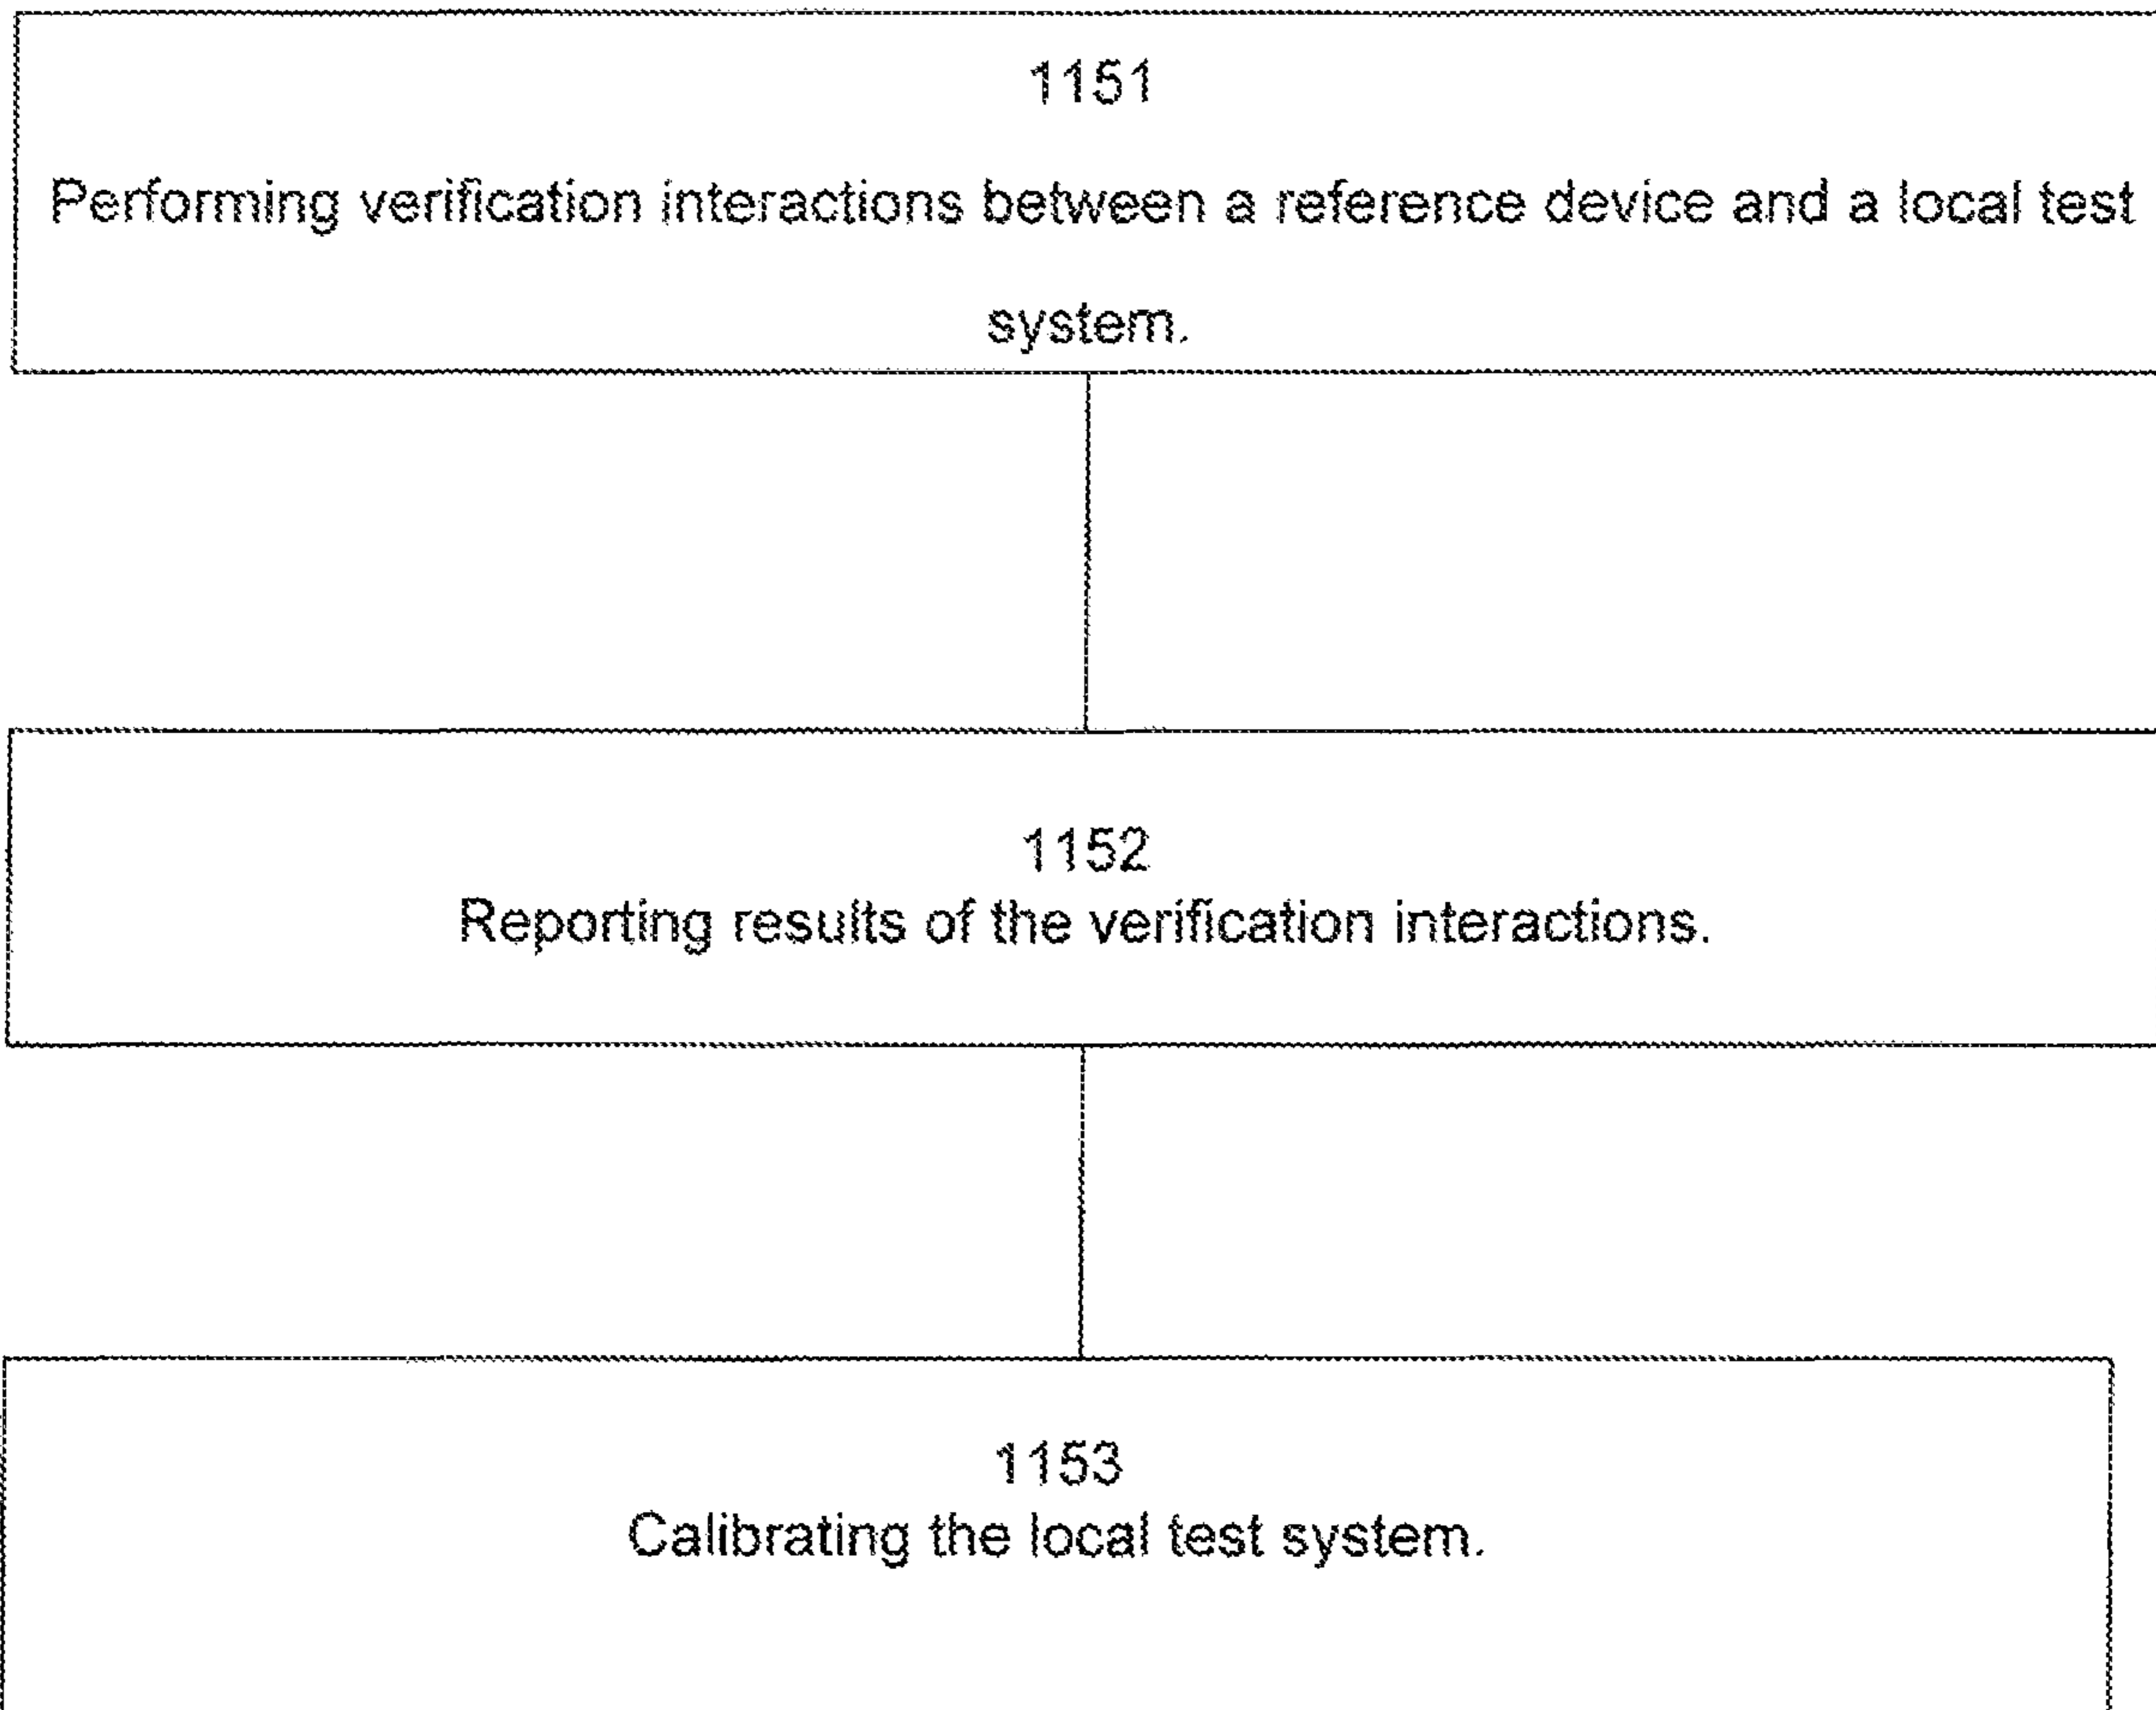 1151
Performing verification interactions between a reference device and a local test
system.
1152
Reporting results of the verification interactions.
1153
Calibrating the local test system.